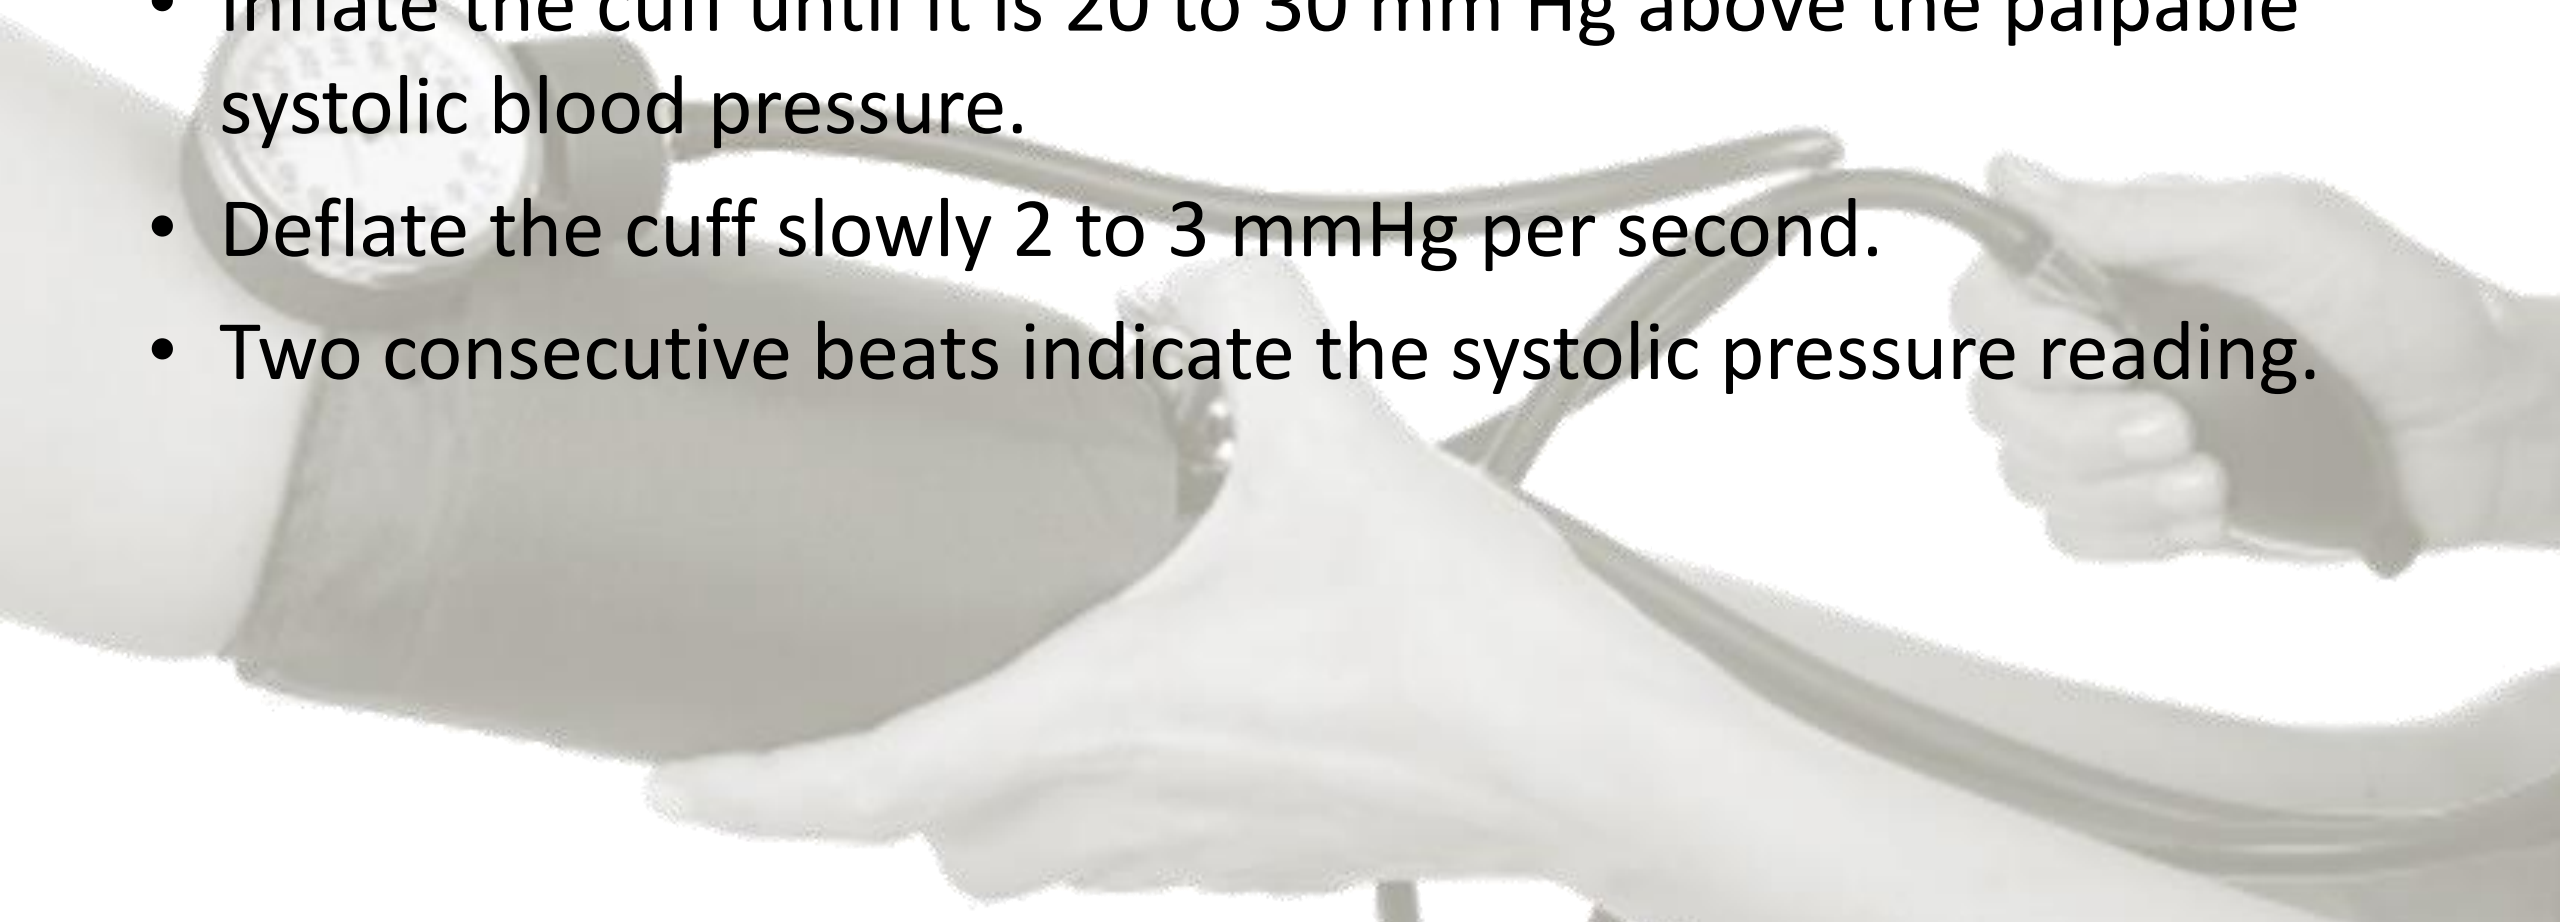 • Inflate the cuff until it is 20 to 30 mm Hg above the palpable
systolic blood pressure.
• Deflate the cuff slowly 2 to 3 mmHg per second.
• Two consecutive beats indicate the systolic pressure reading.